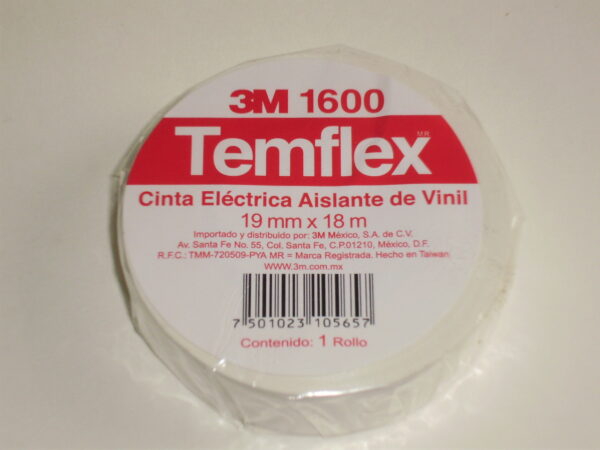 3M 1600
Temflex MR
Cinta Eléctrica Aislante de Vinil
19 mm x 18 m
Importado y distribuido por: 3M México, S.A. de C.V.
Av. Santa Fe No. 55, Col. Santa Fe, C.P.01210, México, D.F.
R.F.C.: TMM-720509-PYA MR = Marca Registrada. Hecho en Taiwan
www.3m.com.mx
7 501023 105657
Contenido: 1 Rollo